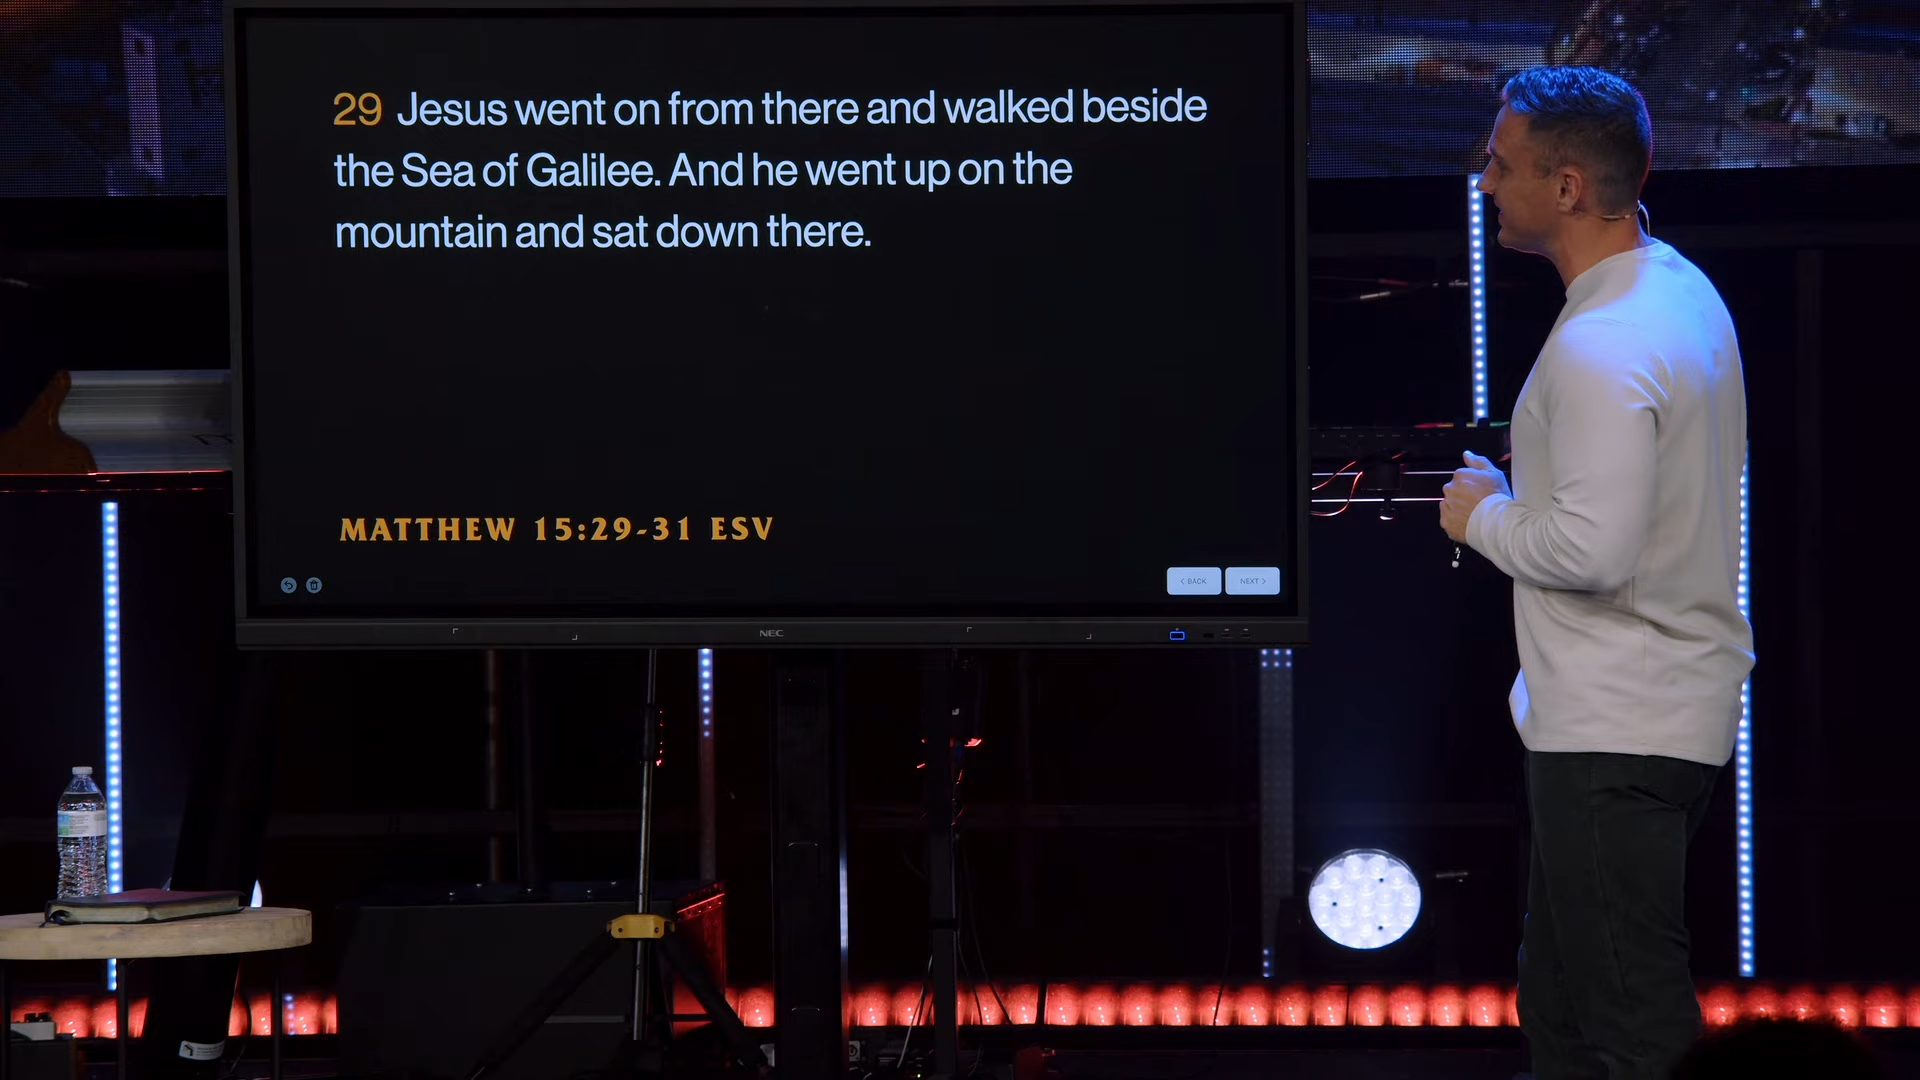 29 Jesus went on from there and walked beside
the Sea of Galilee. And he went up on the
mountain and sat down there.
MATTHEW 15:29-31 ESV
< BACK
NEXT >
NEC